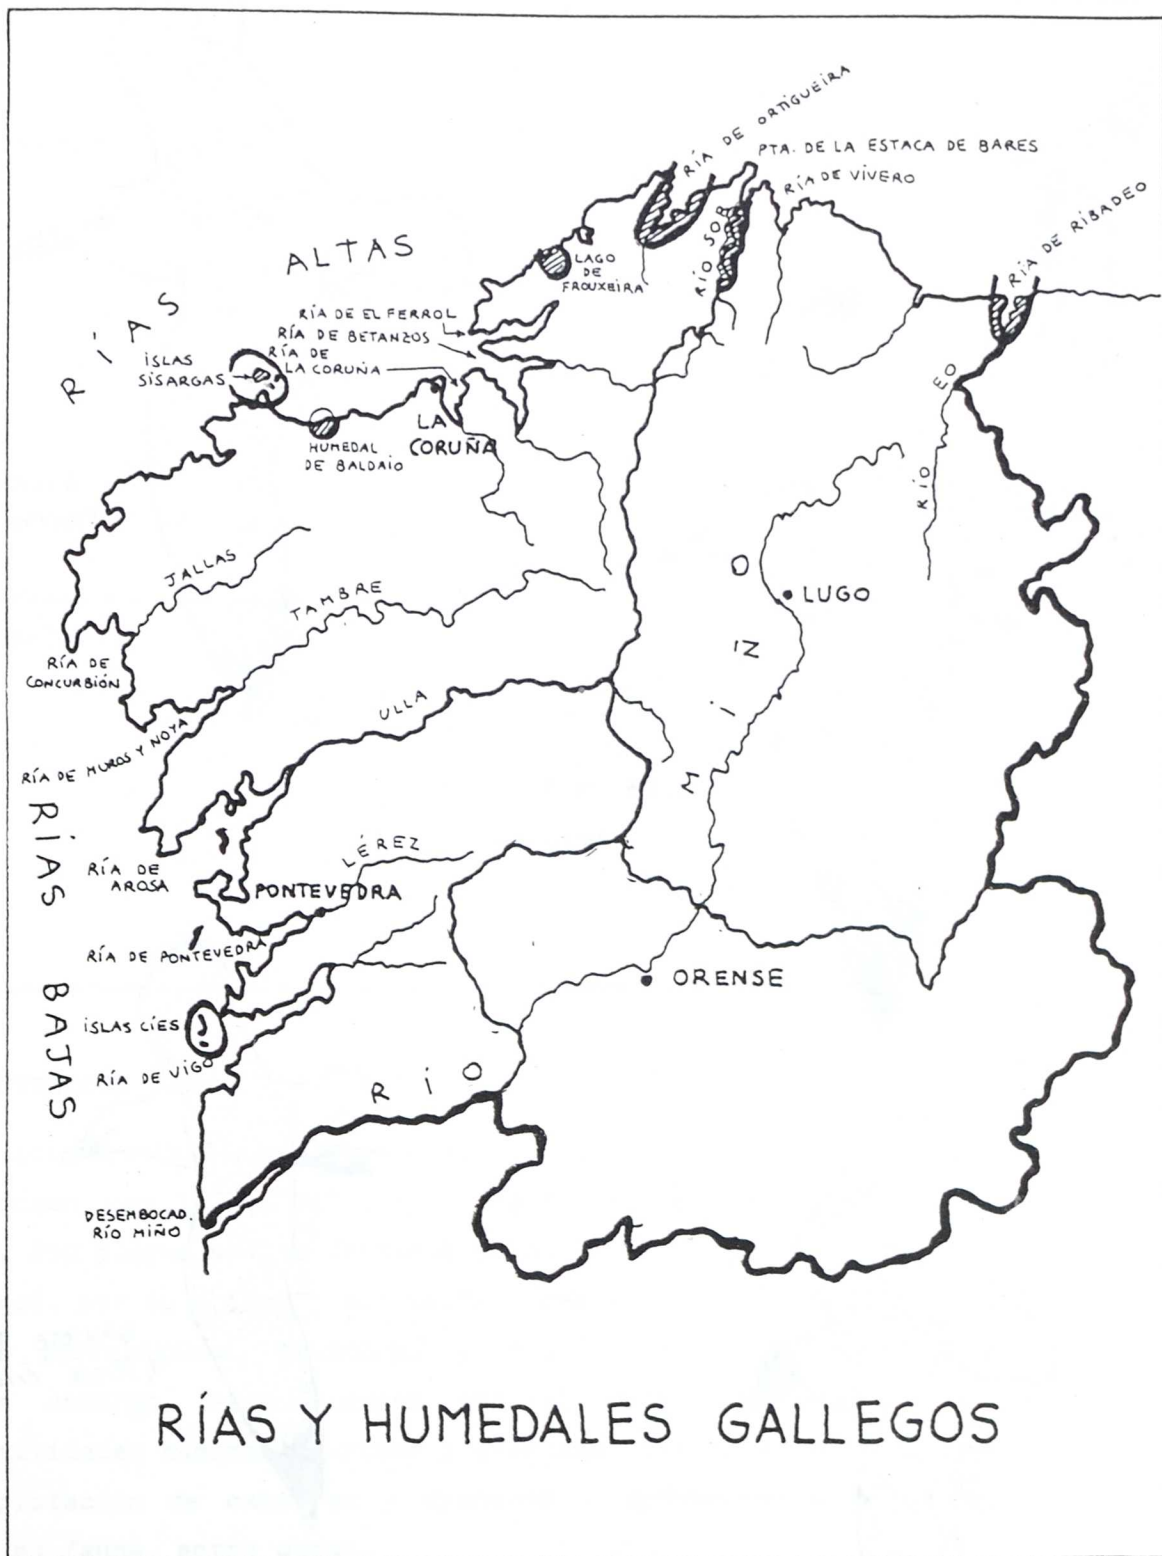 RÍA DE ORTIGUEIRA
PTA. DE LA ESTACA DE BARES
RÍA DE VIVERO
RÍA DE RIBADEO
RÍAS ALTAS
LAGO
DE
FROUXEIRA
RÍO SOR
RÍA DE EL FERROL
RÍA DE BETANZOS
RÍA DE
LA CORUÑA
ISLAS
SISARGAS
LA
CORUÑA
HUMEDAL
DE BALDAIO
RÍO EO
JALLAS
TAMBRE
LUGO
RÍA DE
CONCURBIÓN
ULLA
RÍA DE MUROS Y NOYA
RÍAS BAJAS
LÉREZ
RÍA DE
AROSA
PONTEVEDRA
RÍA DE PONTEVEDRA
ORENSE
ISLAS CÍES
RÍA DE VIGO
RÍO MIÑO
DESEMBOCAD.
RÍO MIÑO
RÍAS Y HUMEDALES GALLEGOS